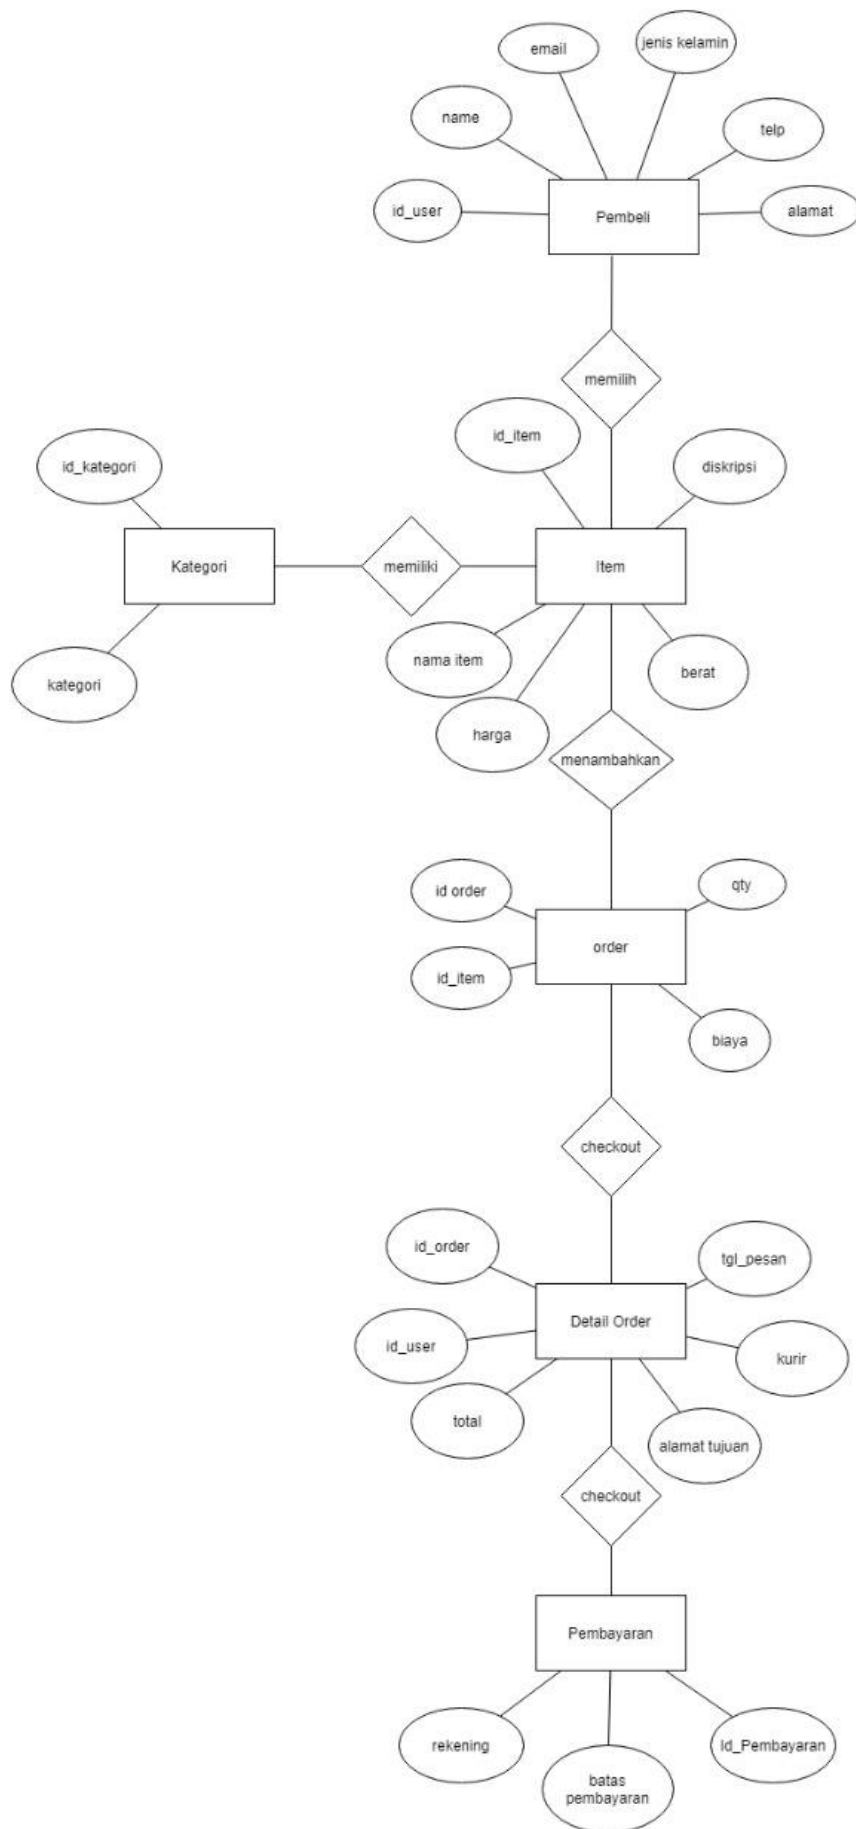 email
jenis kelamin
name
telp
id_user
Pembeli
alamat
memilih
id_item
diskripsi
id_kategori
Kategori
memiliki
Item
nama item
berat
kategori
harga
menambahkan
id order
qty
order
id_item
biaya
checkout
id_order
tgl_pesan
Detail Order
id_user
kurir
total
alamat tujuan
checkout
Pembayaran
rekening
Id_Pembayaran
batas
pembayaran